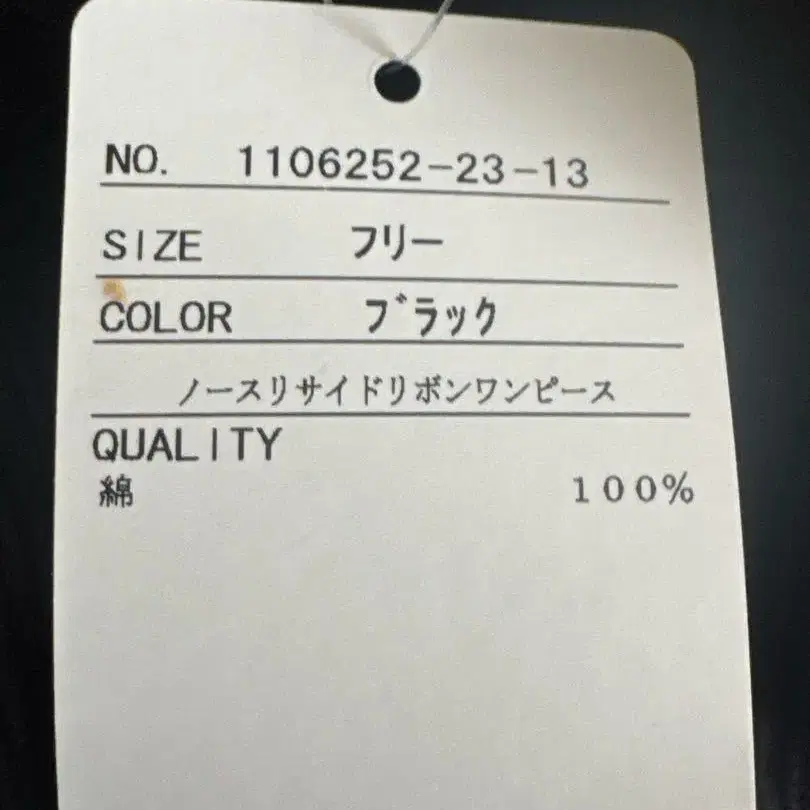 NO. 1106252-23-13
SIZE フリー
COLOR ブラック
ノースリサイドリボンワンピース
QUALITY
綿 100%